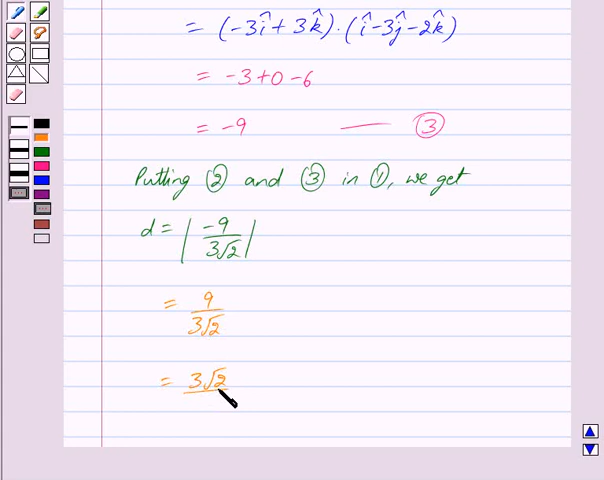 = (-3î + 3k̂) · (î - 3ĵ - 2k̂)
= -3 + 0 - 6
= -9 —— ③
Putting ② and ③ in ①, we get
d = | -9 / 3√2 |
= 9 / 3√2
= 3√2